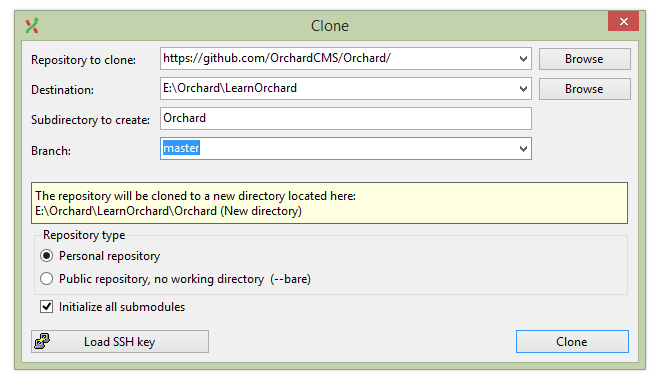 Clone
Repository to clone: https://github.com/OrchardCMS/Orchard/ Browse
Destination: E:\Orchard\LearnOrchard Browse
Subdirectory to create: Orchard
Branch: master
The repository will be cloned to a new directory located here:
E:\Orchard\LearnOrchard\Orchard (New directory)
Repository type
Personal repository
Public repository, no working directory (--bare)
Initialize all submodules
Load SSH key Clone